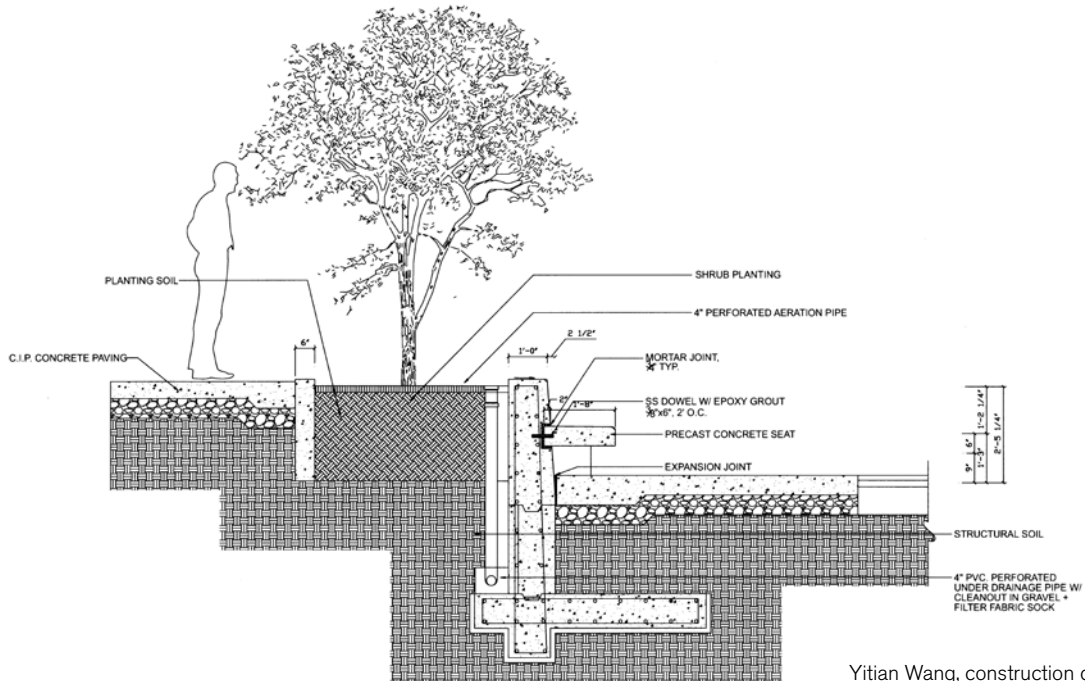 PLANTING SOIL
SHRUB PLANTING
4" PERFORATED AERATION PIPE
2 1/2"
C.I.P. CONCRETE PAVING
6"
1'-0"
MORTAR JOINT,
TYP.
2"
1'-8"
SS DOWEL W/ EPOXY GROUT
"x6", 2' O.C.
PRECAST CONCRETE SEAT
EXPANSION JOINT
1'-2 1/4"
2'-5 1/4"
6"
9"
1'-3"
STRUCTURAL SOIL
4" PVC. PERFORATED
UNDER DRAINAGE PIPE W/
CLEANOUT IN GRAVEL +
FILTER FABRIC SOCK
Yitian Wang, construction